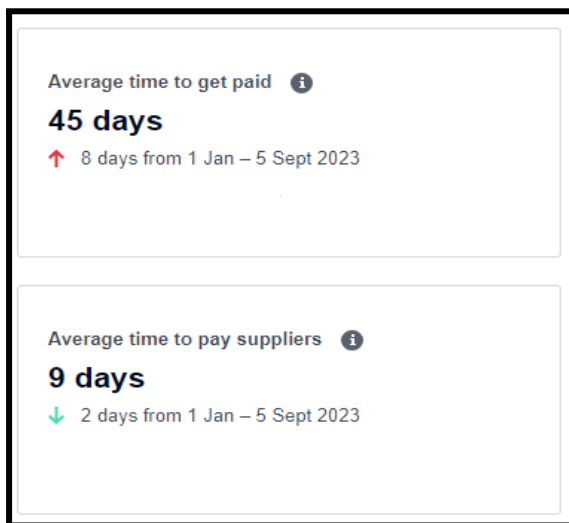 Average time to get paid
45 days
↑ 8 days from 1 Jan – 5 Sept 2023
Average time to pay suppliers
9 days
↓ 2 days from 1 Jan – 5 Sept 2023